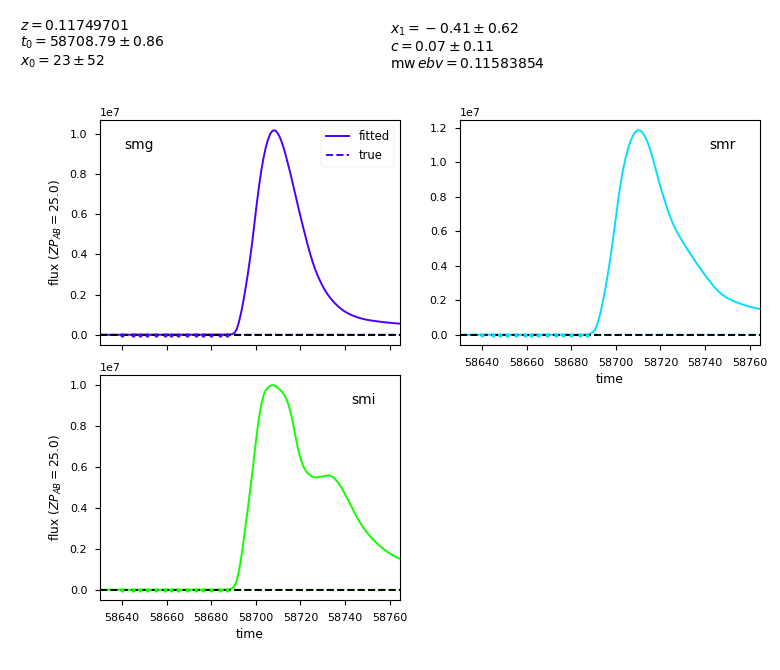 z = 0.11749701
t₀ = 58708.79 ± 0.86
x₀ = 23 ± 52
x₁ = −0.41 ± 0.62
c = 0.07 ± 0.11
mw ebv = 0.11583854
1e7
smg
fitted
true
1.0
0.8
0.6
0.4
0.2
0.0
flux (ZP_AB = 25.0)
1e7
smr
1.2
1.0
0.8
0.6
0.4
0.2
0.0
58640 58660 58680 58700 58720 58740 58760
time
1e7
smi
1.0
0.8
0.6
0.4
0.2
0.0
flux (ZP_AB = 25.0)
58640 58660 58680 58700 58720 58740 58760
time